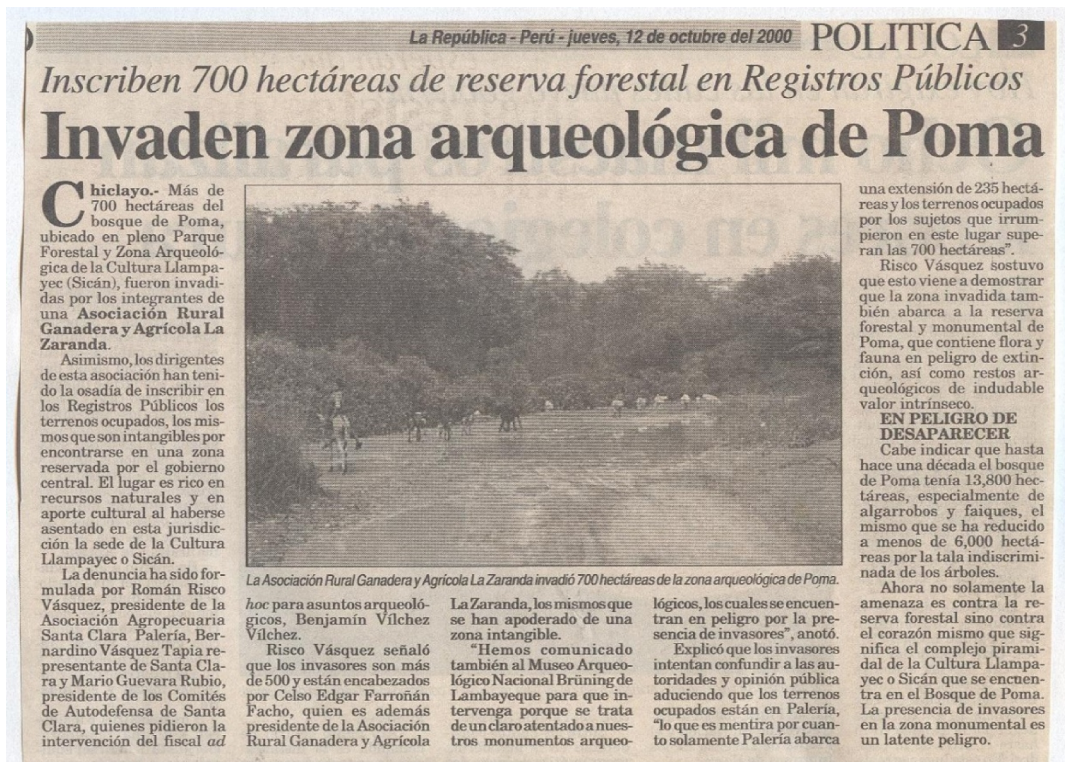 La República - Perú - jueves, 12 de octubre del 2000 POLITICA 3
Inscriben 700 hectáreas de reserva forestal en Registros Públicos
Invaden zona arqueológica de Poma
Chiclayo.- Más de
700 hectáreas del
bosque de Poma,
ubicado en pleno Parque
Forestal y Zona Arqueoló-
gica de la Cultura Llampa-
yec (Sicán), fueron invadi-
das por los integrantes de
una Asociación Rural
Ganadera y Agrícola La
Zaranda.
Asimismo, los dirigentes
de esta asociación han teni-
do la osadía de inscribir en
los Registros Públicos los
terrenos ocupados, los mis-
mos que son intangibles por
encontrarse en una zona
reservada por el gobierno
central. El lugar es rico en
recursos naturales y en
aporte cultural al haberse
asentado en esta jurisdic-
ción la sede de la Cultura
Llampayec o Sicán.
La denuncia ha sido for-
mulada por Román Risco
Vásquez, presidente de la
Asociación Agropecuaria
Santa Clara Palería, Ber-
nardino Vásquez Tapia re-
presentante de Santa Cla-
ra y Mario Guevara Rubio,
presidente de los Comités
de Autodefensa de Santa
Clara, quienes pidieron la
intervención del fiscal ad
La Asociación Rural Ganadera y Agrícola La Zaranda invadió 700 hectáreas de la zona arqueológica de Poma.
hoc para asuntos arqueoló-
gicos, Benjamín Vílchez
Vílchez.
Risco Vásquez señaló
que los invasores son más
de 500 y están encabezados
por Celso Edgar Farroñán
Facho, quien es además
presidente de la Asociación
Rural Ganadera y Agrícola
La Zaranda, los mismos que
se han apoderado de una
zona intangible.
"Hemos comunicado
también al Museo Arqueo-
lógico Nacional Brüning de
Lambayeque para que in-
tervenga porque se trata
de un claro atentado a nues-
tros monumentos arqueo-
lógicos, los cuales se encuen-
tran en peligro por la pre-
sencia de invasores", anotó.
Explicó que los invasores
intentan confundir a las au-
toridades y opinión pública
aduciendo que los terrenos
ocupados están en Palería,
"lo que es mentira por cuan-
to solamente Palería abarca
una extensión de 235 hectá-
reas y los terrenos ocupados
por los sujetos que irrum-
pieron en este lugar supe-
ran las 700 hectáreas".
Risco Vásquez sostuvo
que esto viene a demostrar
que la zona invadida tam-
bién abarca a la reserva
forestal y monumental de
Poma, que contiene flora y
fauna en peligro de extin-
ción, así como restos ar-
queológicos de indudable
valor intrínseco.
EN PELIGRO DE
DESAPARECER
Cabe indicar que hasta
hace una década el bosque
de Poma tenía 13,800 hec-
táreas, especialmente de
algarrobos y faiques, el
mismo que se ha reducido
a menos de 6,000 hectá-
reas por la tala indiscrimi-
nada de los árboles.
Ahora no solamente la
amenaza es contra la re-
serva forestal sino contra
el corazón mismo que sig-
nifica el complejo pirami-
dal de la Cultura Llampa-
yec o Sicán que se encuen-
tra en el Bosque de Poma.
La presencia de invasores
en la zona monumental es
un latente peligro.